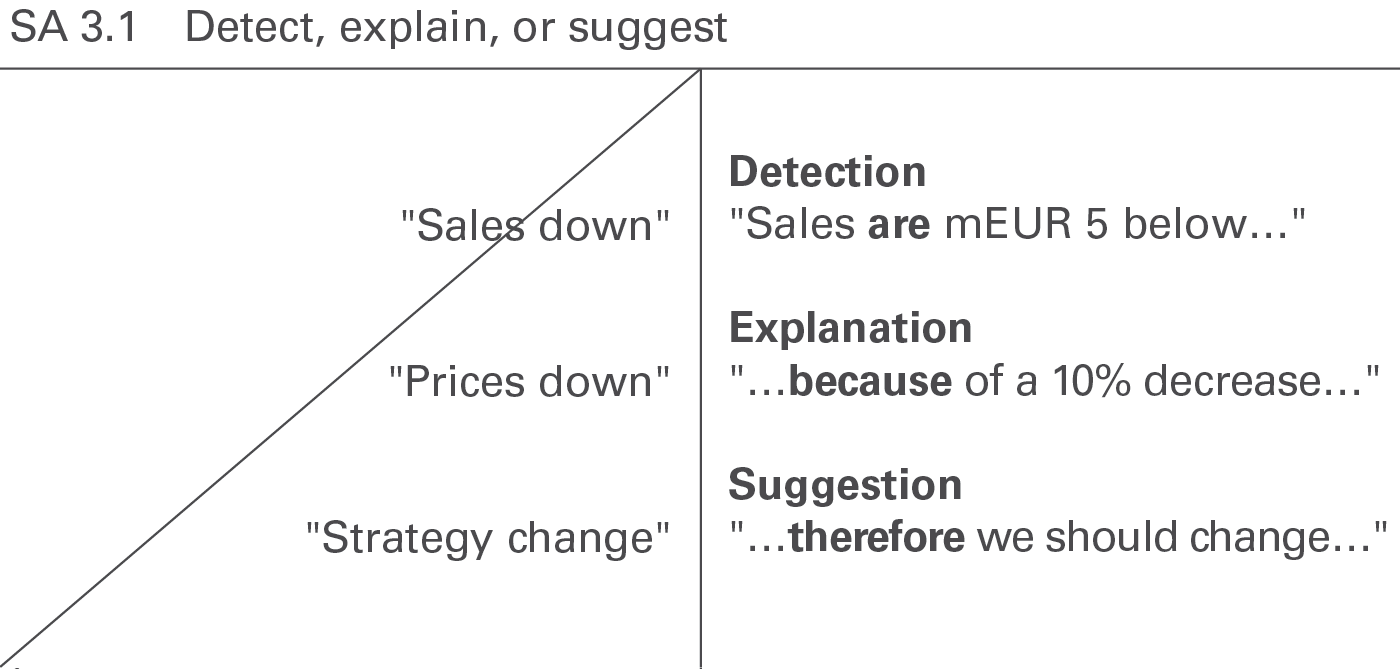 SA 3.1 Detect, explain, or suggest
"Sales down"
"Prices down"
"Strategy change"
Detection
"Sales are mEUR 5 below…"
Explanation
"…because of a 10% decrease…"
Suggestion
"…therefore we should change…"